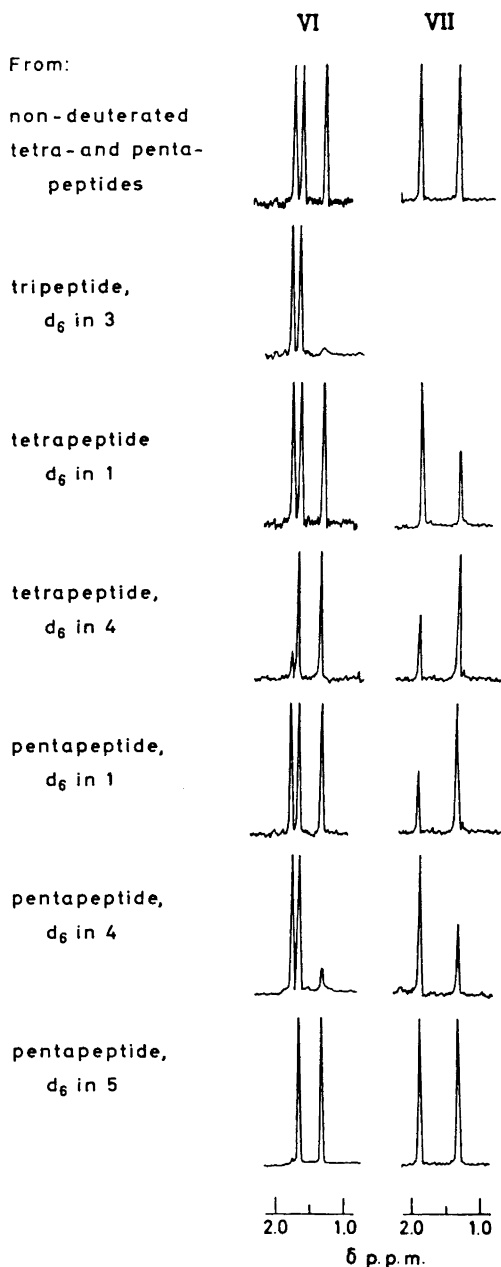 VI VII
From:
non-deuterated
tetra-and penta-
peptides
tripeptide,
d₆ in 3
tetrapeptide
d₆ in 1
tetrapeptide,
d₆ in 4
pentapeptide,
d₆ in 1
pentapeptide,
d₆ in 4
pentapeptide,
d₆ in 5
2.0 1.0 2.0 1.0
δ p.p.m.